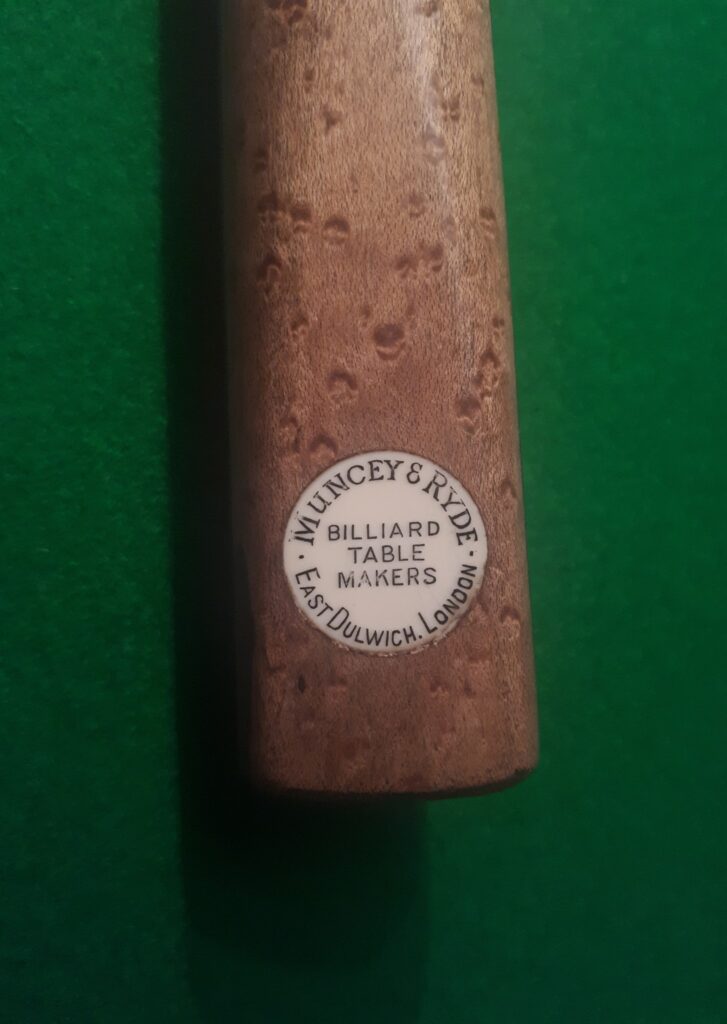 MUNCEY & RYDE
BILLIARD
TABLE
MAKERS
· EAST DULWICH. LONDON ·